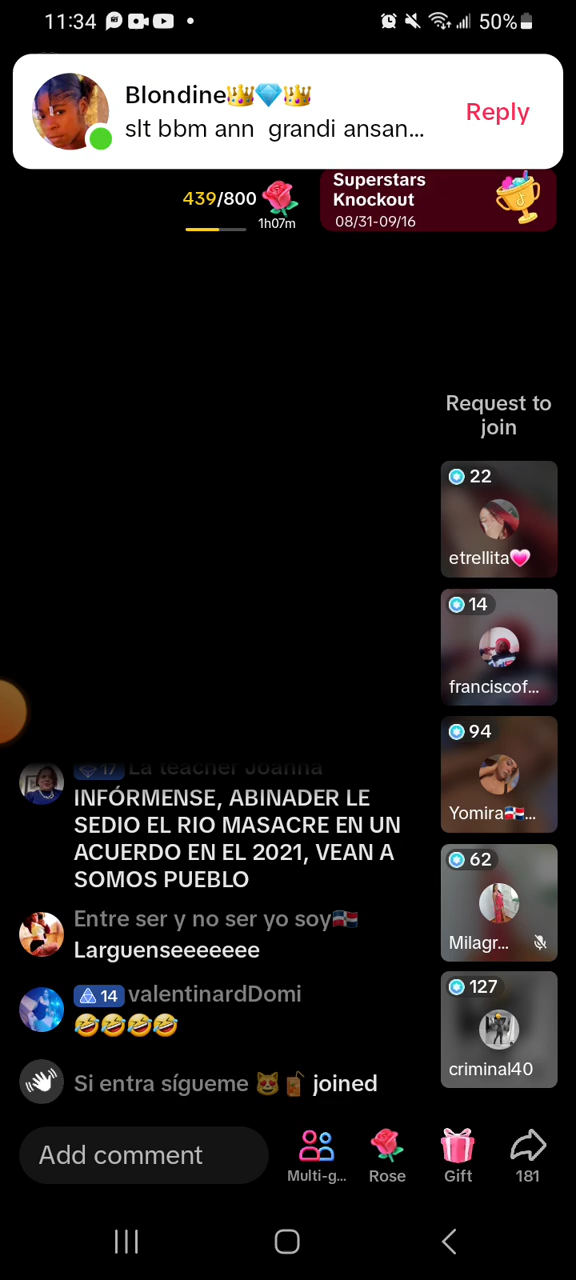 11:34
50%
Blondine👑💎👑
slt bbm ann grandi ansan...
Reply
439/800
1h07m
Superstars
Knockout
08/31-09/16
Request to
join
22
etrellita💗
14
franciscof...
94
Yomira🇩🇴...
62
Milagr...
127
criminal40
17 La teacher Joanna
INFÓRMENSE, ABINADER LE
SEDIO EL RIO MASACRE EN UN
ACUERDO EN EL 2021, VEAN A
SOMOS PUEBLO
Entre ser y no ser yo soy🇩🇴
Larguenseeeeeee
14 valentinardDomi
🤣🤣🤣🤣
Si entra sígueme 😻🧃 joined
Add comment
Multi-g...
Rose
Gift
181